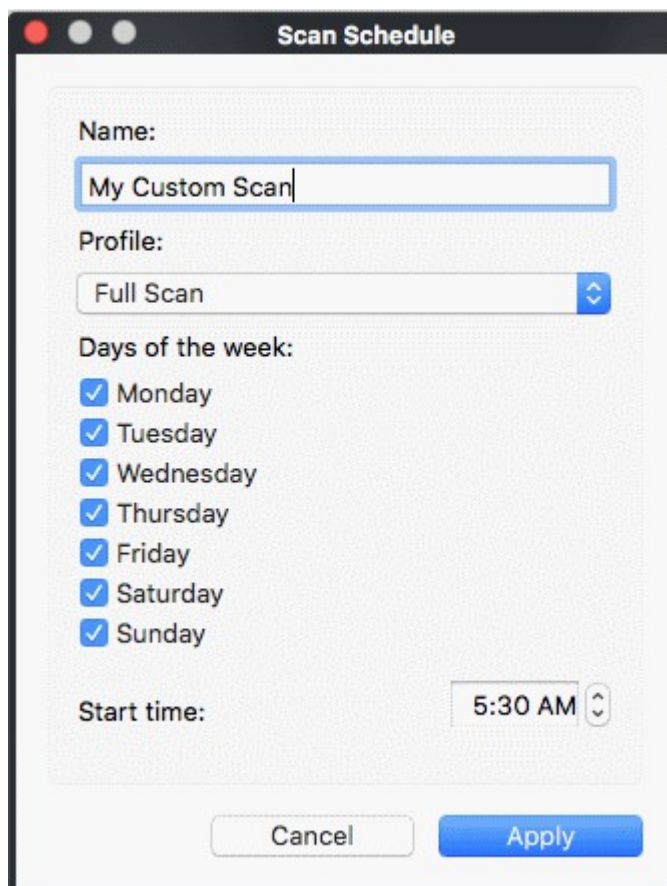 Scan Schedule
Name:
My Custom Scan
Profile:
Full Scan
Days of the week:
Monday
Tuesday
Wednesday
Thursday
Friday
Saturday
Sunday
Start time: 5:30 AM
Cancel Apply